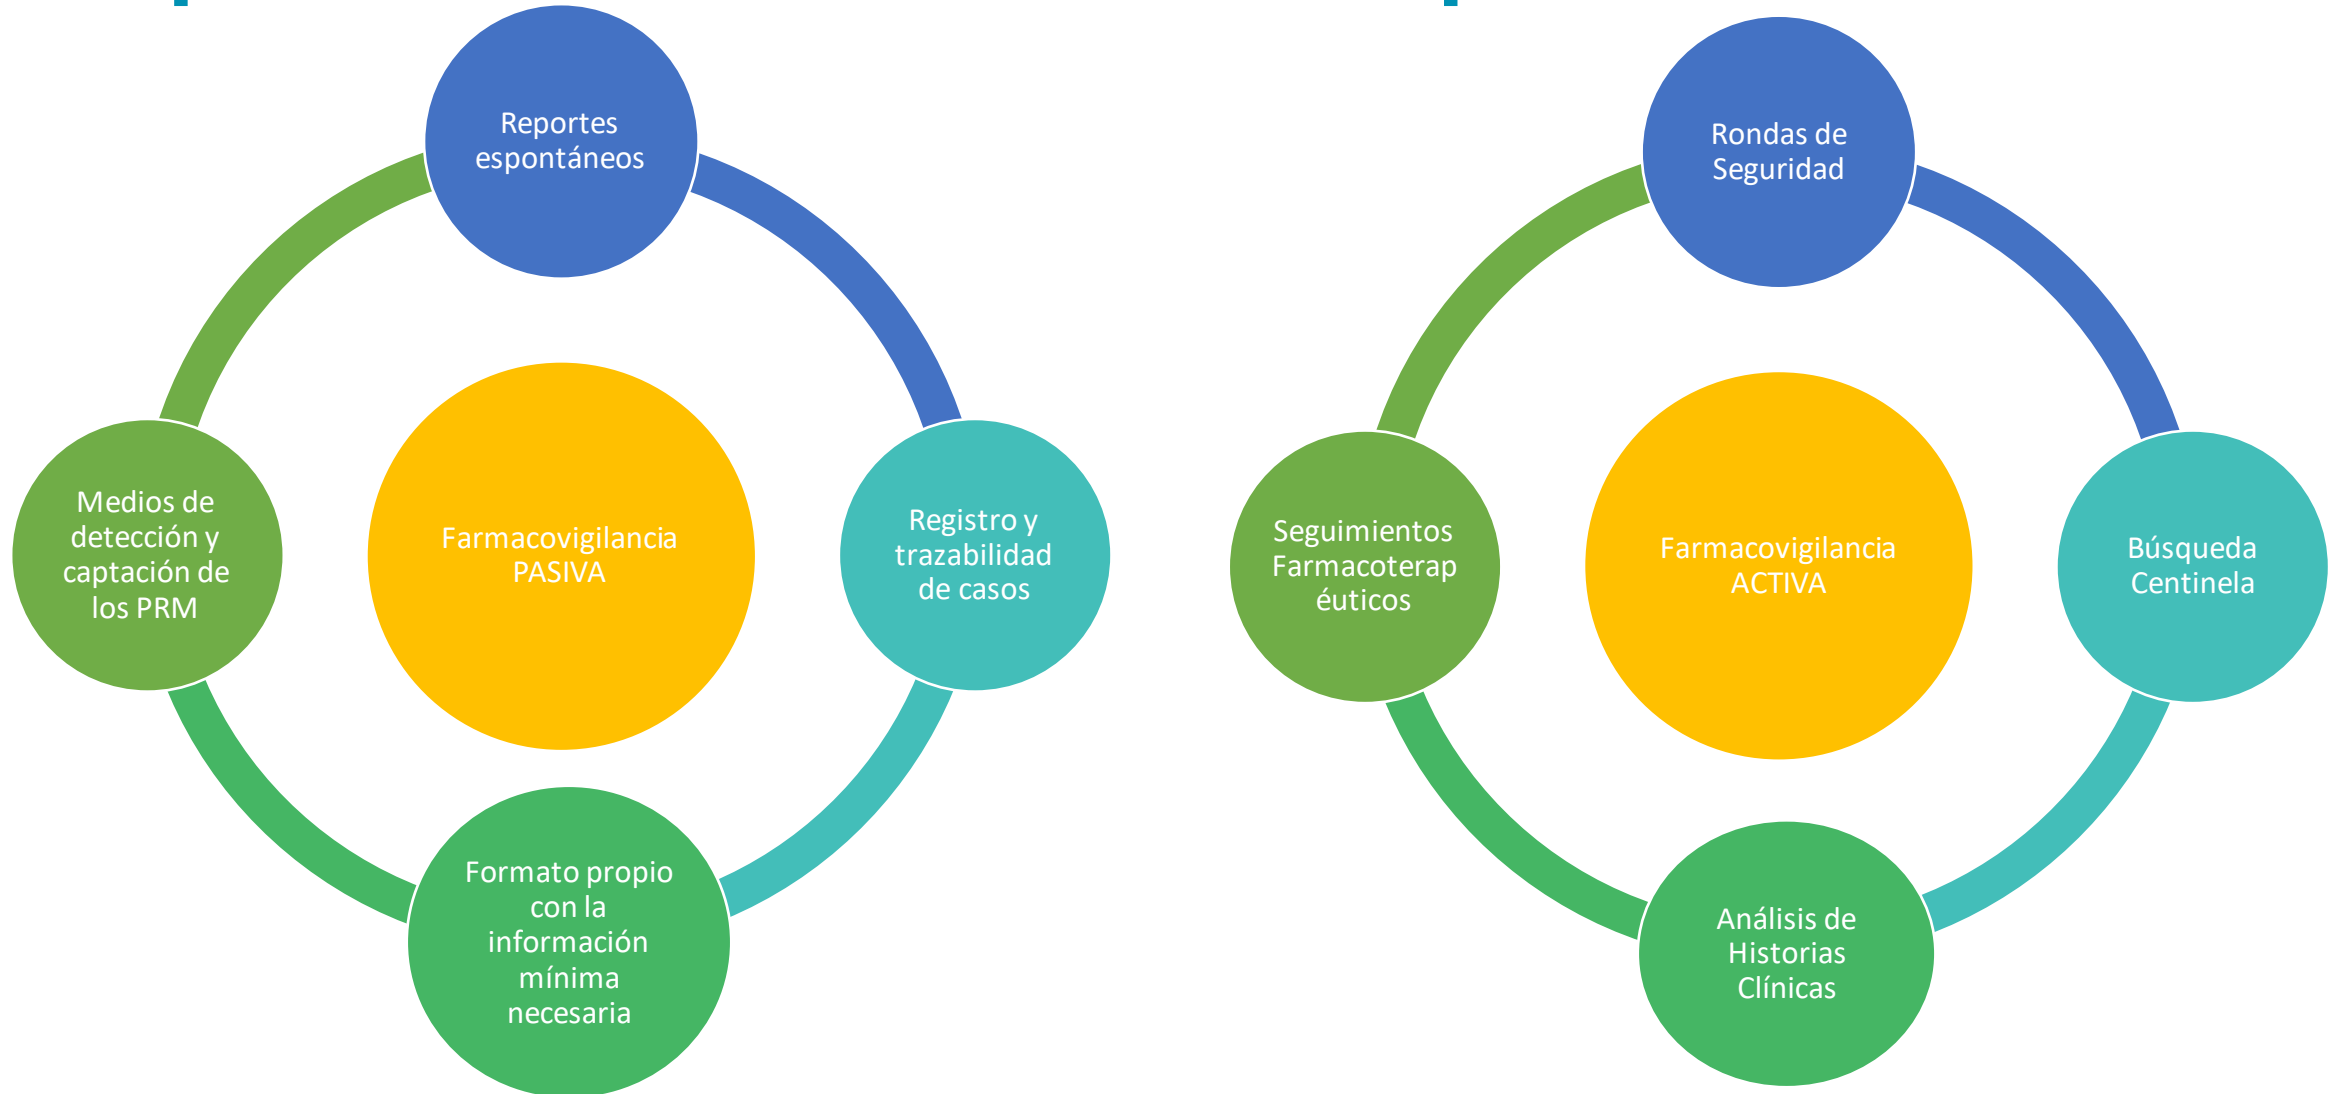 Reportes
espontáneos
Registro y
trazabilidad
de casos
Formato propio
con la
información
mínima
necesaria
Medios de
detección y
captación de
los PRM
Farmacovigilancia
PASIVA
Rondas de
Seguridad
Búsqueda
Centinela
Análisis de
Historias
Clínicas
Seguimientos
Farmacoterap
éuticos
Farmacovigilancia
ACTIVA